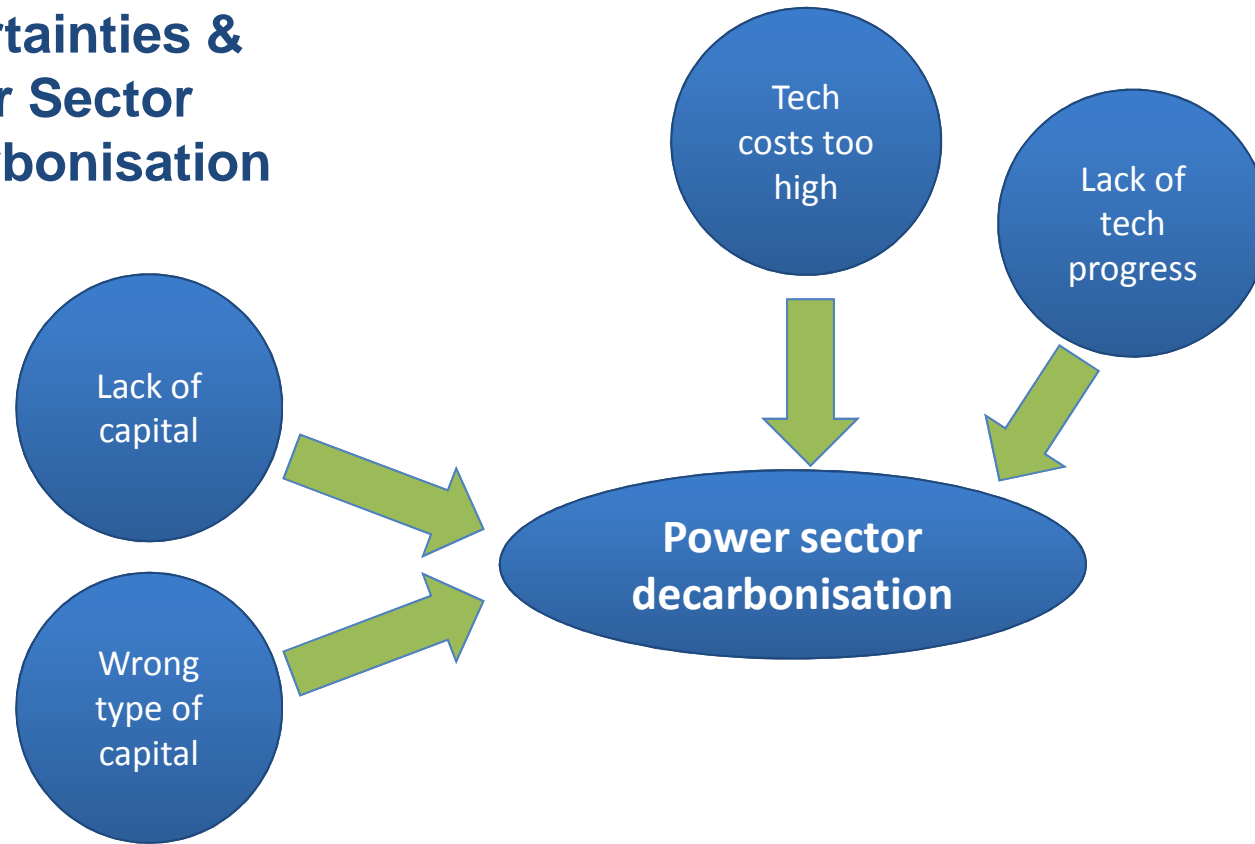 rtainties &
r Sector
bonisation
Tech
costs too
high
Lack of
tech
progress
Lack of
capital
Power sector
decarbonisation
Wrong
type of
capital